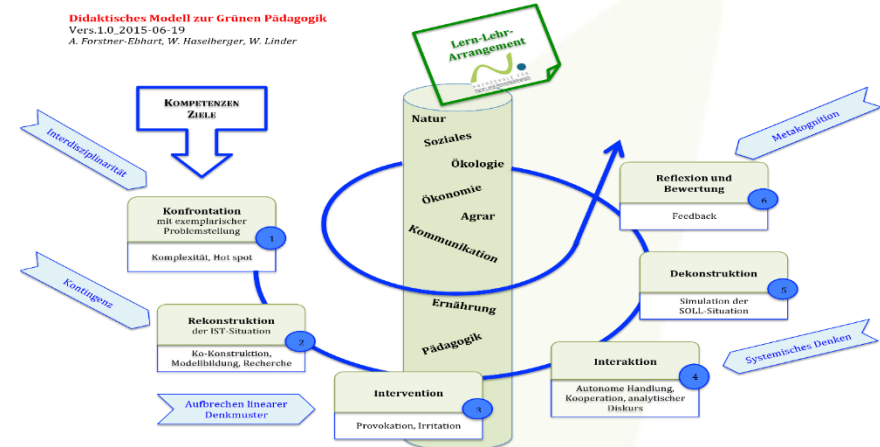 Didaktisches Modell zur Grünen Pädagogik
Vers.1.0_2015-06-19
A. Forstner-Ebhart, W. Haselberger, W. Linder
Lern-Lehr-
Arrangement
KOMPETENZEN
ZIELE
Interdisziplinarität
Kontingenz
Aufbrechen linearer
Denkmuster
Metakognition
Systemisches Denken
Natur
Soziales
Ökologie
Ökonomie
Agrar
Kommunikation
Ernährung
Pädagogik
Konfrontation
mit exemplarischer
Problemstellung
1
Komplexität, Hot spot
Rekonstruktion
der IST-Situation
2
Ko-Konstruktion,
Modellbildung, Recherche
Intervention
3
Provokation, Irritation
Interaktion
4
Autonome Handlung,
Kooperation, analytischer
Diskurs
Dekonstruktion
5
Simulation der
SOLL-Situation
Reflexion und
Bewertung
6
Feedback